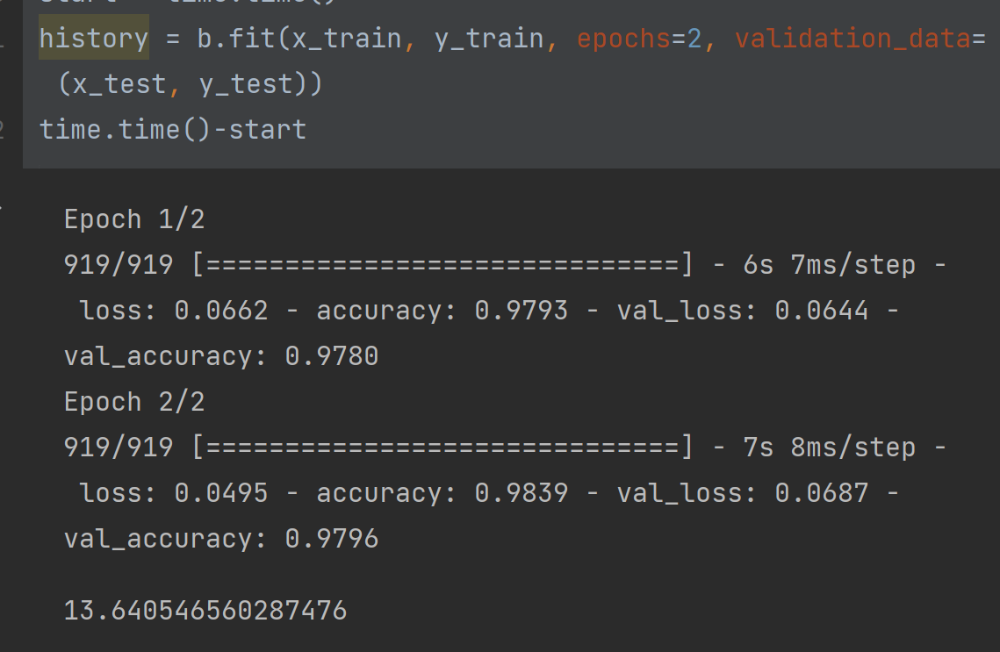 history = b.fit(x_train, y_train, epochs=2, validation_data=
(x_test, y_test))
time.time()-start
Epoch 1/2
919/919 [==============================] - 6s 7ms/step -
loss: 0.0662 - accuracy: 0.9793 - val_loss: 0.0644 -
val_accuracy: 0.9780
Epoch 2/2
919/919 [==============================] - 7s 8ms/step -
loss: 0.0495 - accuracy: 0.9839 - val_loss: 0.0687 -
val_accuracy: 0.9796
13.640546560287476